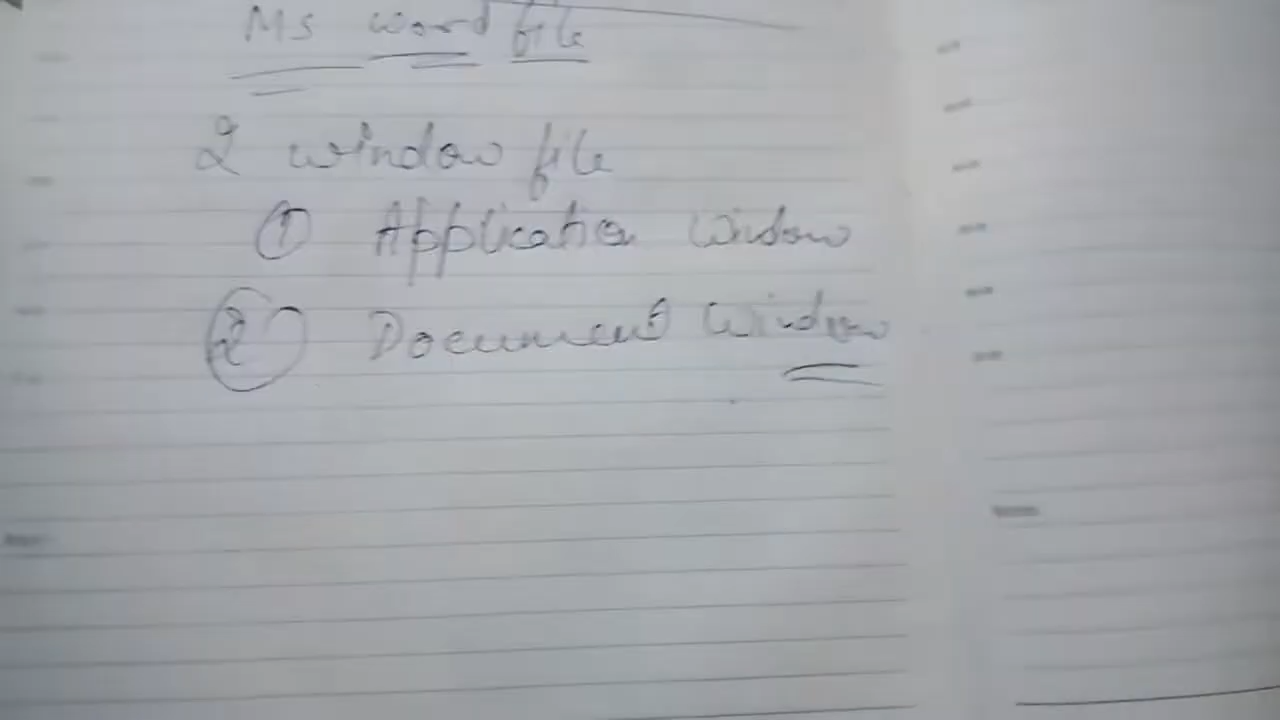 Ms word file
2 window file
① Application window
② Document window